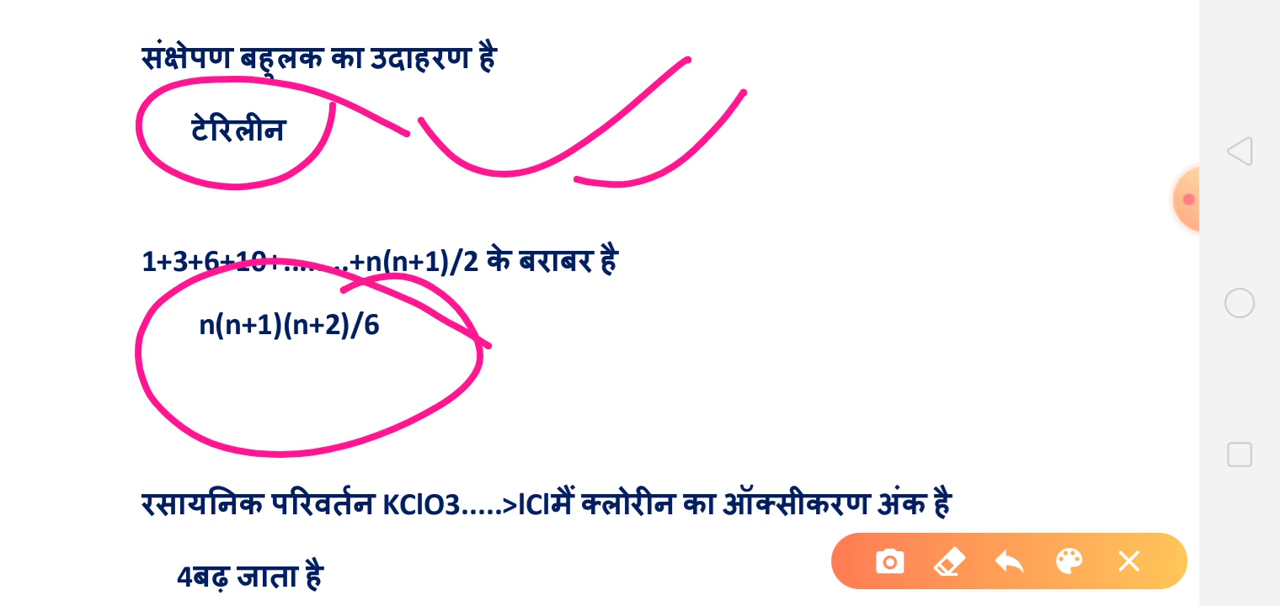 संक्षेपण बहुलक का उदाहरण है
टेरिलीन
1+3+6+10+........+n(n+1)/2 के बराबर है
n(n+1)(n+2)/6
रसायनिक परिवर्तन KClO3.....>lClमैं क्लोरीन का ऑक्सीकरण अंक है
4बढ़ जाता है